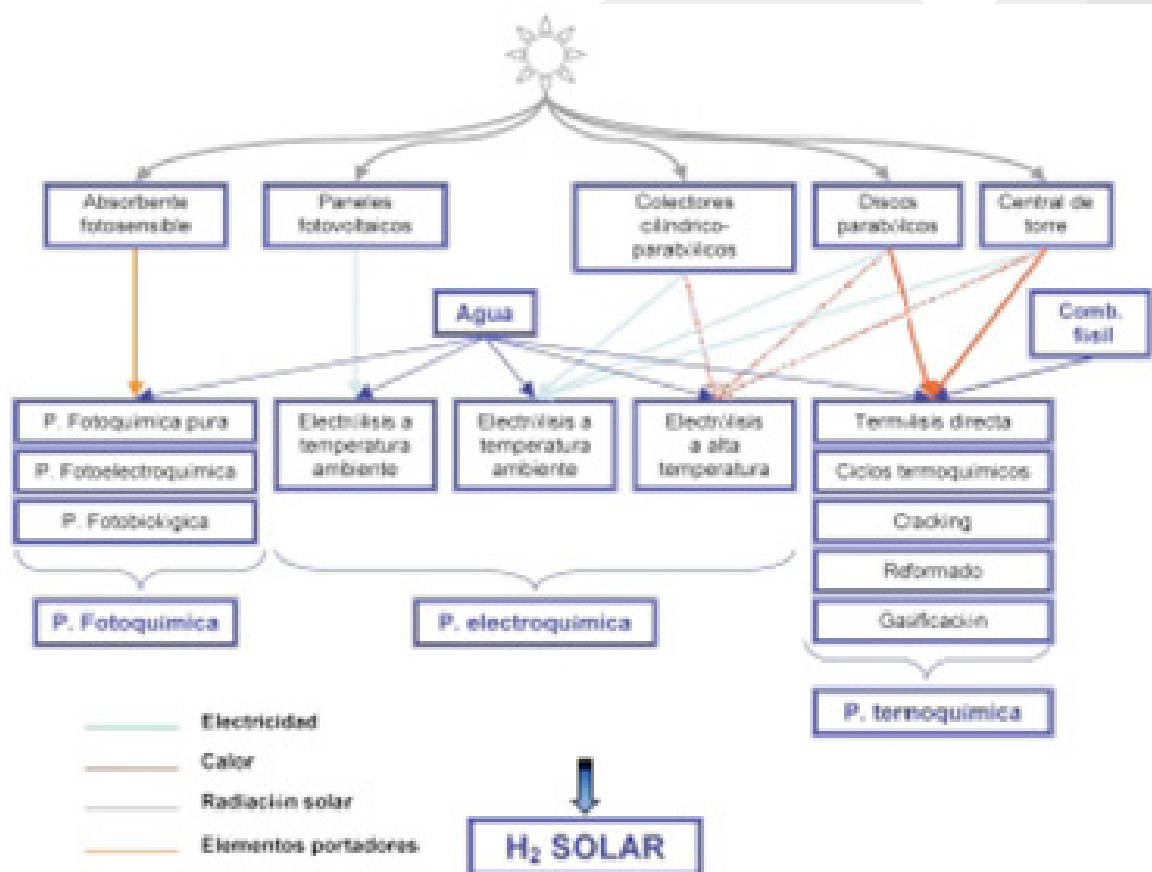 Absorbente
fotosensible
Paneles
fotovoltaicos
Colectores
cilíndrico-
parabólicos
Discos
parabólicos
Central de
torre
Agua
Comb.
fósil
P. Fotoquímica pura
P. Fotoelectroquímica
P. Fotobiológica
Electrólisis a
temperatura
ambiente
Electrólisis a
temperatura
ambiente
Electrólisis
a alta
temperatura
Termólisis directa
Ciclos termoquímicos
Cracking
Reformado
Gasificación
P. Fotoquímica
P. electroquímica
P. termoquímica
Electricidad
Calor
Radiación solar
Elementos portadores
H₂ SOLAR